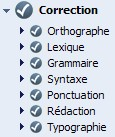 Correction
Orthographe
Lexique
Grammaire
Syntaxe
Ponctuation
Rédaction
Typographie